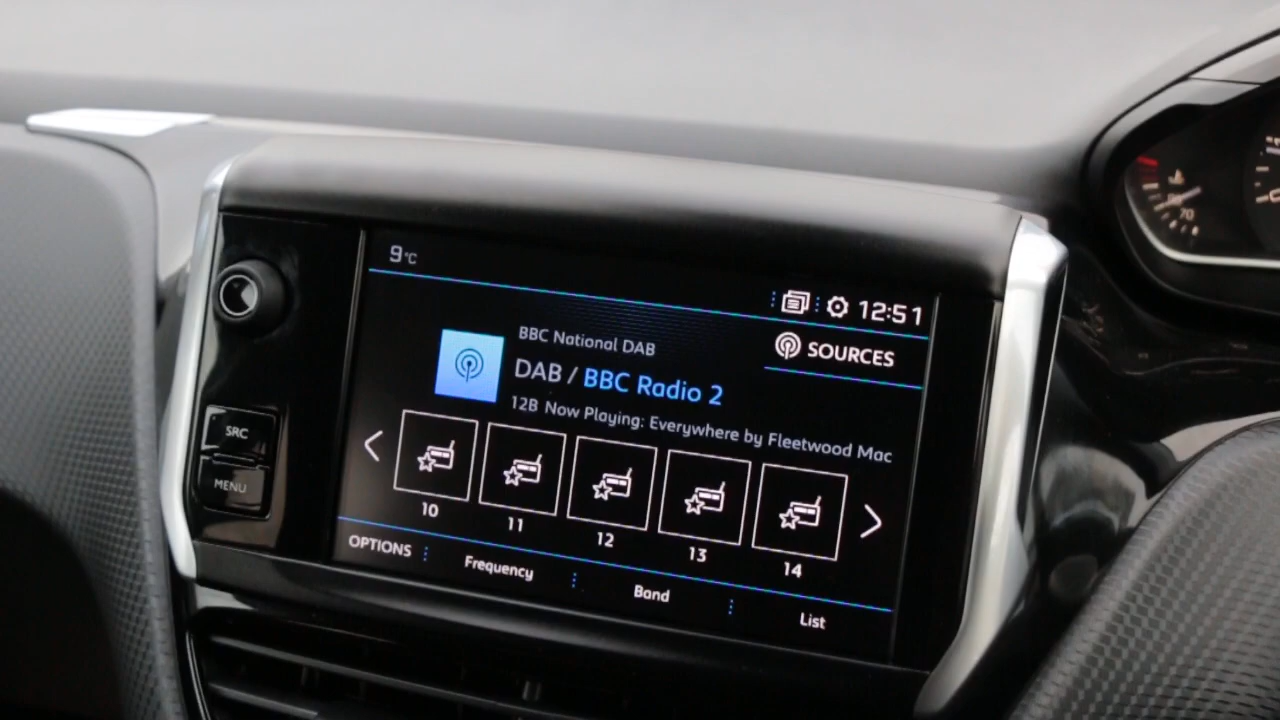 9°C
12:51
SOURCES
BBC National DAB
DAB / BBC Radio 2
12B Now Playing: Everywhere by Fleetwood Mac
SRC
MENU
10 11 12 13 14
OPTIONS Frequency Band List
70